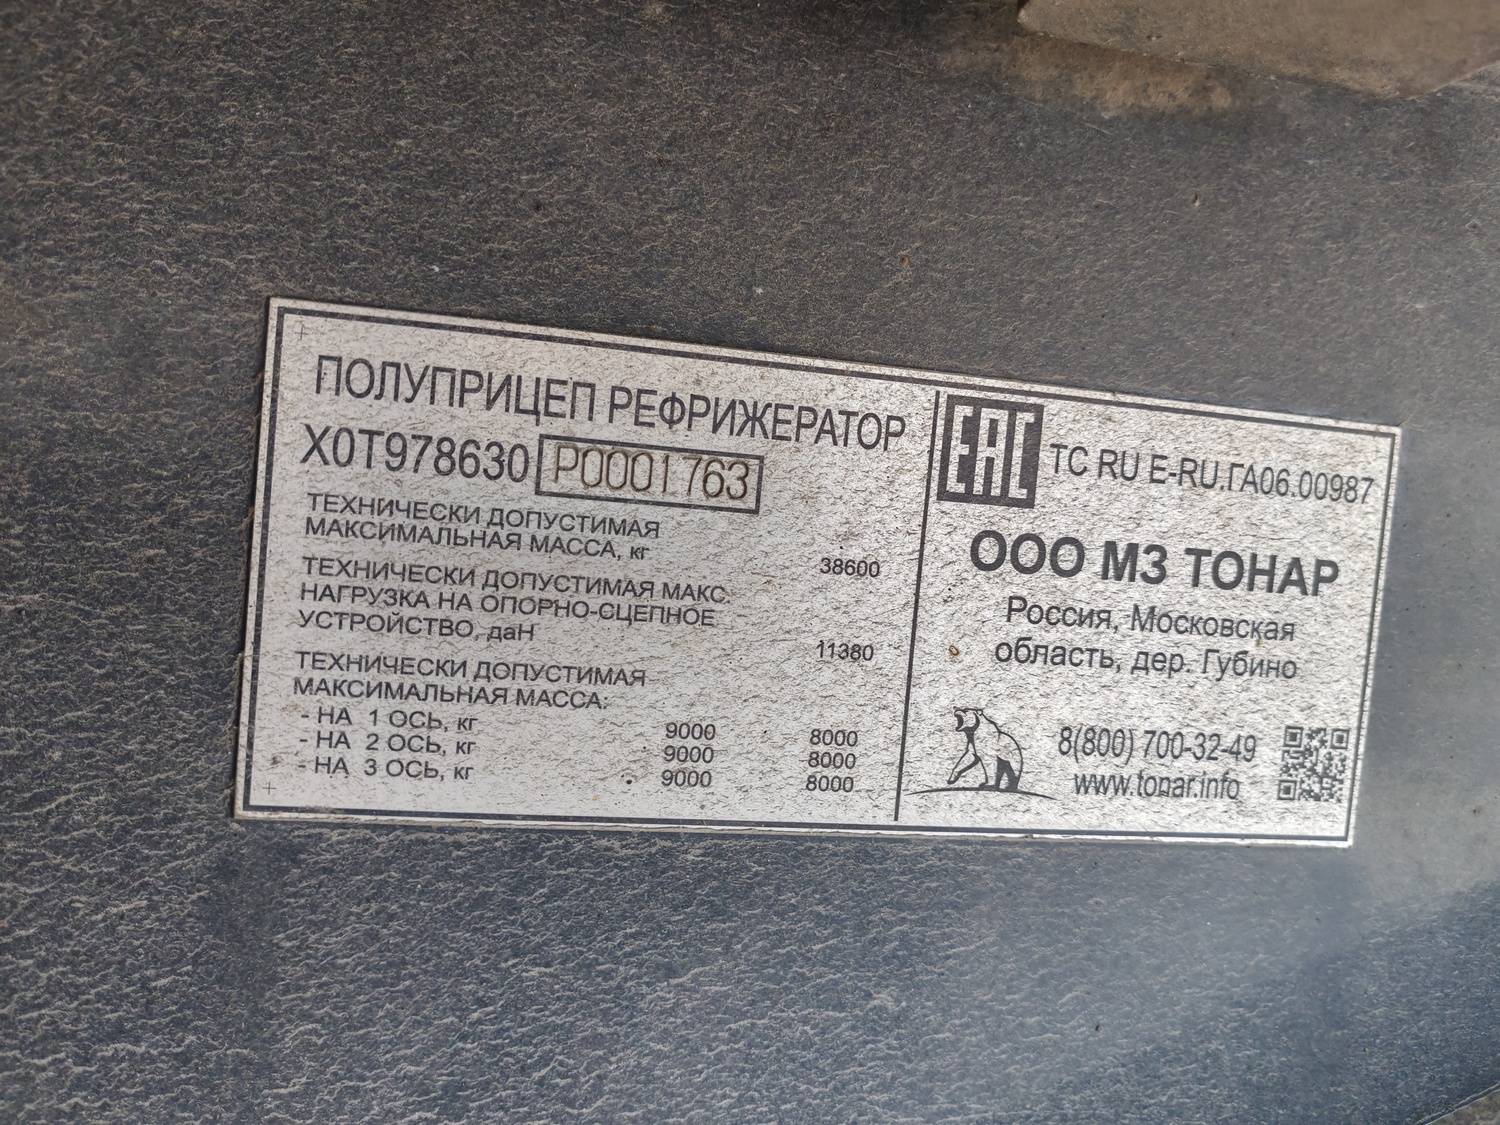 ПОЛУПРИЦЕП РЕФРИЖЕРАТОР
X0T978630 P0001763
ТЕХНИЧЕСКИ ДОПУСТИМАЯ
МАКСИМАЛЬНАЯ МАССА, кг 38600
ТЕХНИЧЕСКИ ДОПУСТИМАЯ МАКС.
НАГРУЗКА НА ОПОРНО-СЦЕПНОЕ
УСТРОЙСТВО, даН 11380
ТЕХНИЧЕСКИ ДОПУСТИМАЯ
МАКСИМАЛЬНАЯ МАССА:
- НА 1 ОСЬ, кг 9000 8000
- НА 2 ОСЬ, кг 9000 8000
- НА 3 ОСЬ, кг 9000 8000
EAC TC RU E-RU.ГА06.00987
ООО МЗ ТОНАР
Россия, Московская
область, дер. Губино
8(800) 700-32-49
www.tonar.info